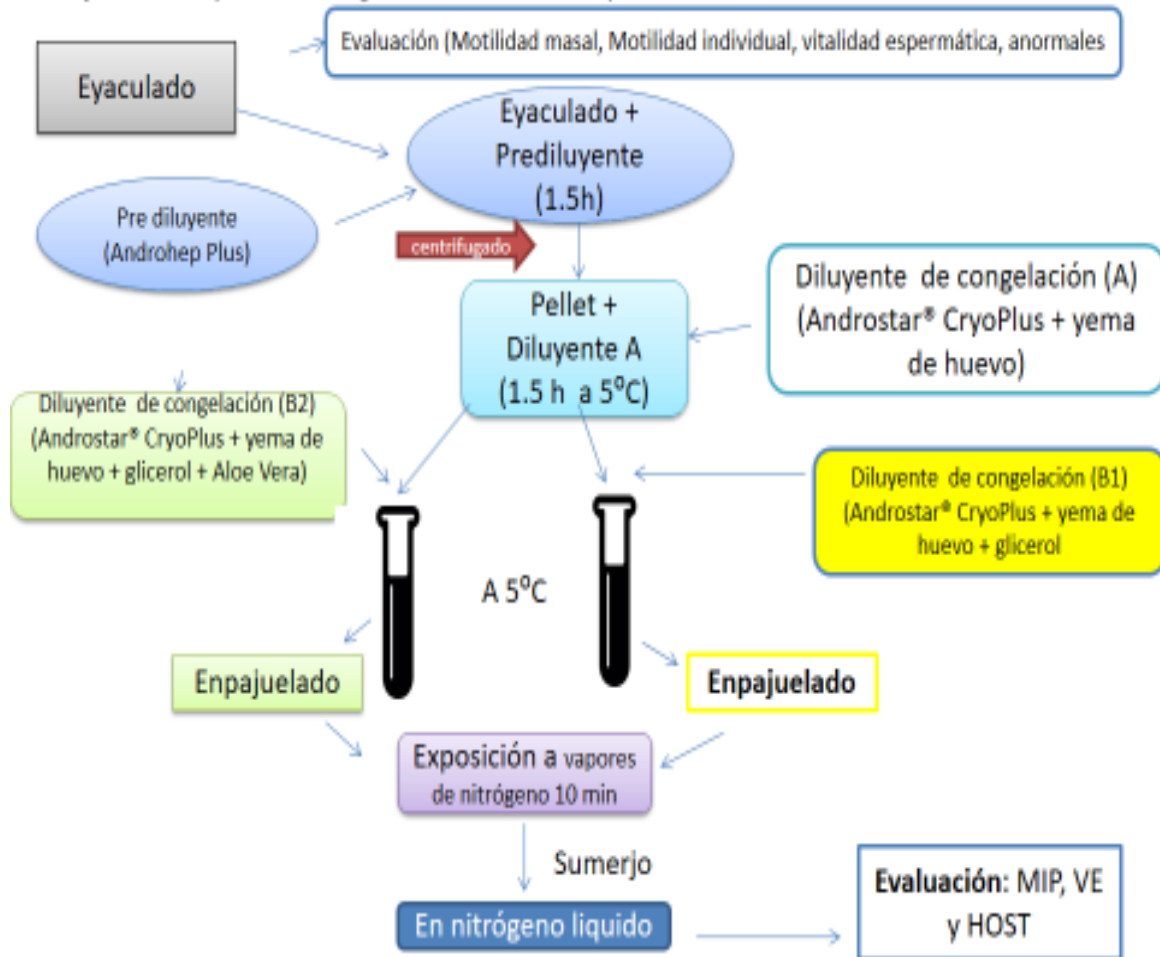 Evaluación (Motilidad masal, Motilidad individual, vitalidad espermática, anormales
Eyaculado
Eyaculado +
Prediluyente
(1.5h)
Pre diluyente
(Androhep Plus)
centrifugado
Diluyente de congelación (A)
(Androstar® CryoPlus + yema
de huevo)
Pellet +
Diluyente A
(1.5 h a 5ºC)
Diluyente de congelación (B2)
(Androstar® CryoPlus + yema de
huevo + glicerol + Aloe Vera)
Diluyente de congelación (B1)
(Androstar® CryoPlus + yema de
huevo + glicerol
A 5ºC
Enpajuelado
Enpajuelado
Exposición a vapores
de nitrógeno 10 min
Sumerjo
En nitrógeno liquido
Evaluación: MIP, VE
y HOST